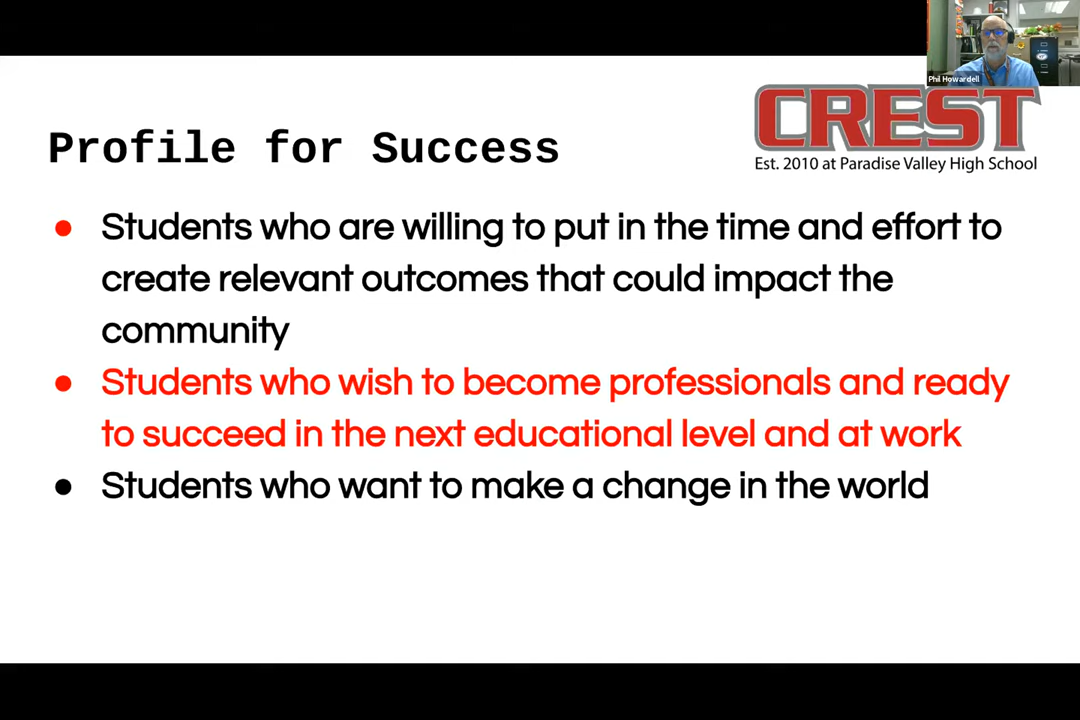 Phil Howardell
CREST
Est. 2010 at Paradise Valley High School
Profile for Success
● Students who are willing to put in the time and effort to
create relevant outcomes that could impact the
community
● Students who wish to become professionals and ready
to succeed in the next educational level and at work
● Students who want to make a change in the world